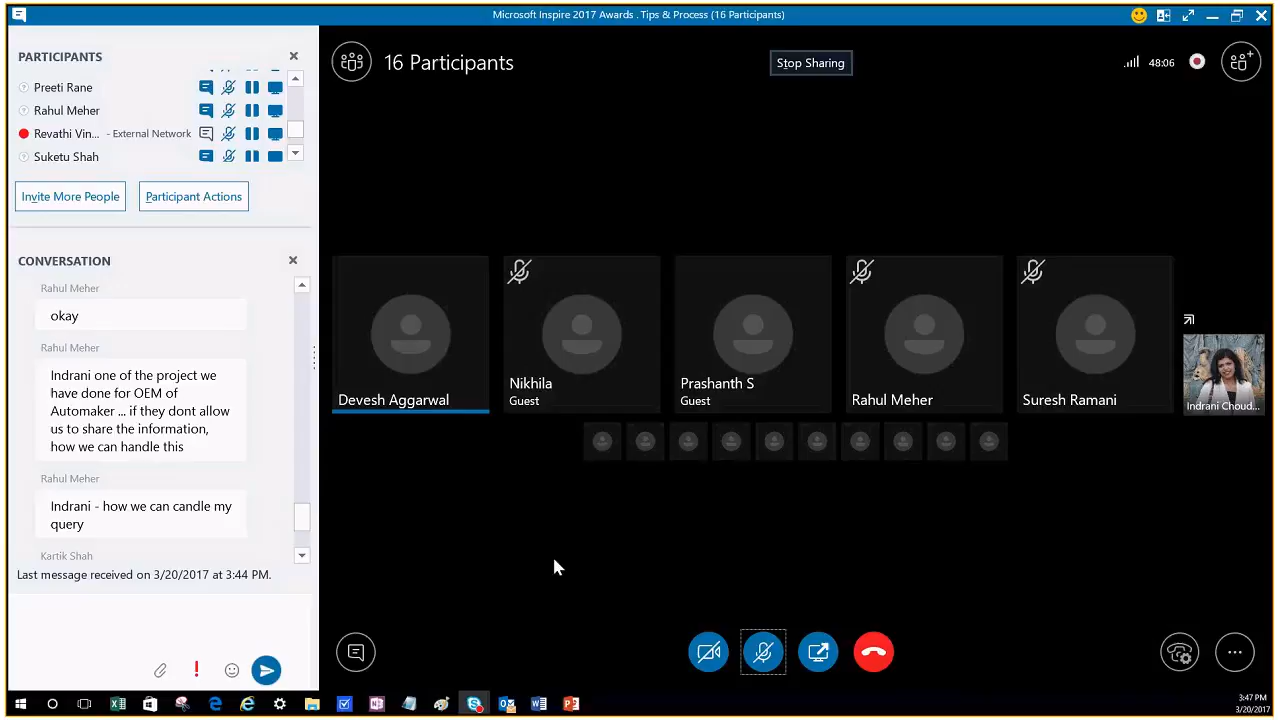 Microsoft Inspire 2017 Awards . Tips & Process (16 Participants)
PARTICIPANTS
Preeti Rane
Rahul Meher
Revathi Vin... - External Network
Suketu Shah
Invite More People
Participant Actions
CONVERSATION
Rahul Meher
okay
Rahul Meher
Indrani one of the project we
have done for OEM of
Automaker ... if they dont allow
us to share the information,
how we can handle this
Rahul Meher
Indrani - how we can candle my
query
Kartik Shah
Last message received on 3/20/2017 at 3:44 PM.
16 Participants
Stop Sharing
48:06
Devesh Aggarwal
Nikhila
Guest
Prashanth S
Guest
Rahul Meher
Suresh Ramani
Indrani Choud...
3:47 PM
3/20/2017